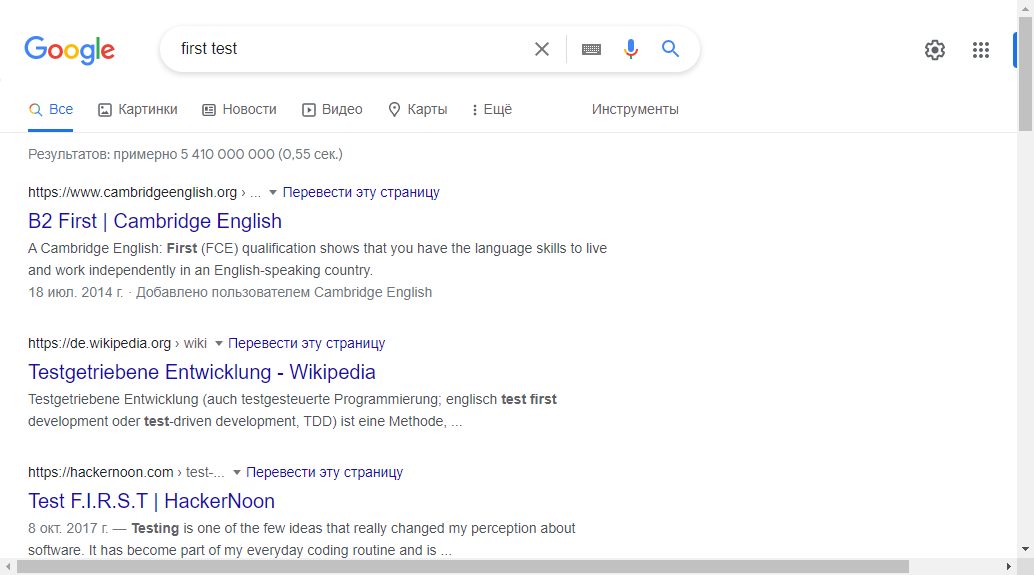 Google
first test
Все
Картинки
Новости
Видео
Карты
Ещё
Инструменты
Результатов: примерно 5 410 000 000 (0,55 сек.)
https://www.cambridgeenglish.org › ... Перевести эту страницу
B2 First | Cambridge English
A Cambridge English: First (FCE) qualification shows that you have the language skills to live
and work independently in an English-speaking country.
18 июл. 2014 г. · Добавлено пользователем Cambridge English
https://de.wikipedia.org › wiki Перевести эту страницу
Testgetriebene Entwicklung - Wikipedia
Testgetriebene Entwicklung (auch testgesteuerte Programmierung; englisch test first
development oder test-driven development, TDD) ist eine Methode, ...
https://hackernoon.com › test-... Перевести эту страницу
Test F.I.R.S.T | HackerNoon
8 окт. 2017 г. — Testing is one of the few ideas that really changed my perception about
software. It has become part of my everyday coding routine and is ...